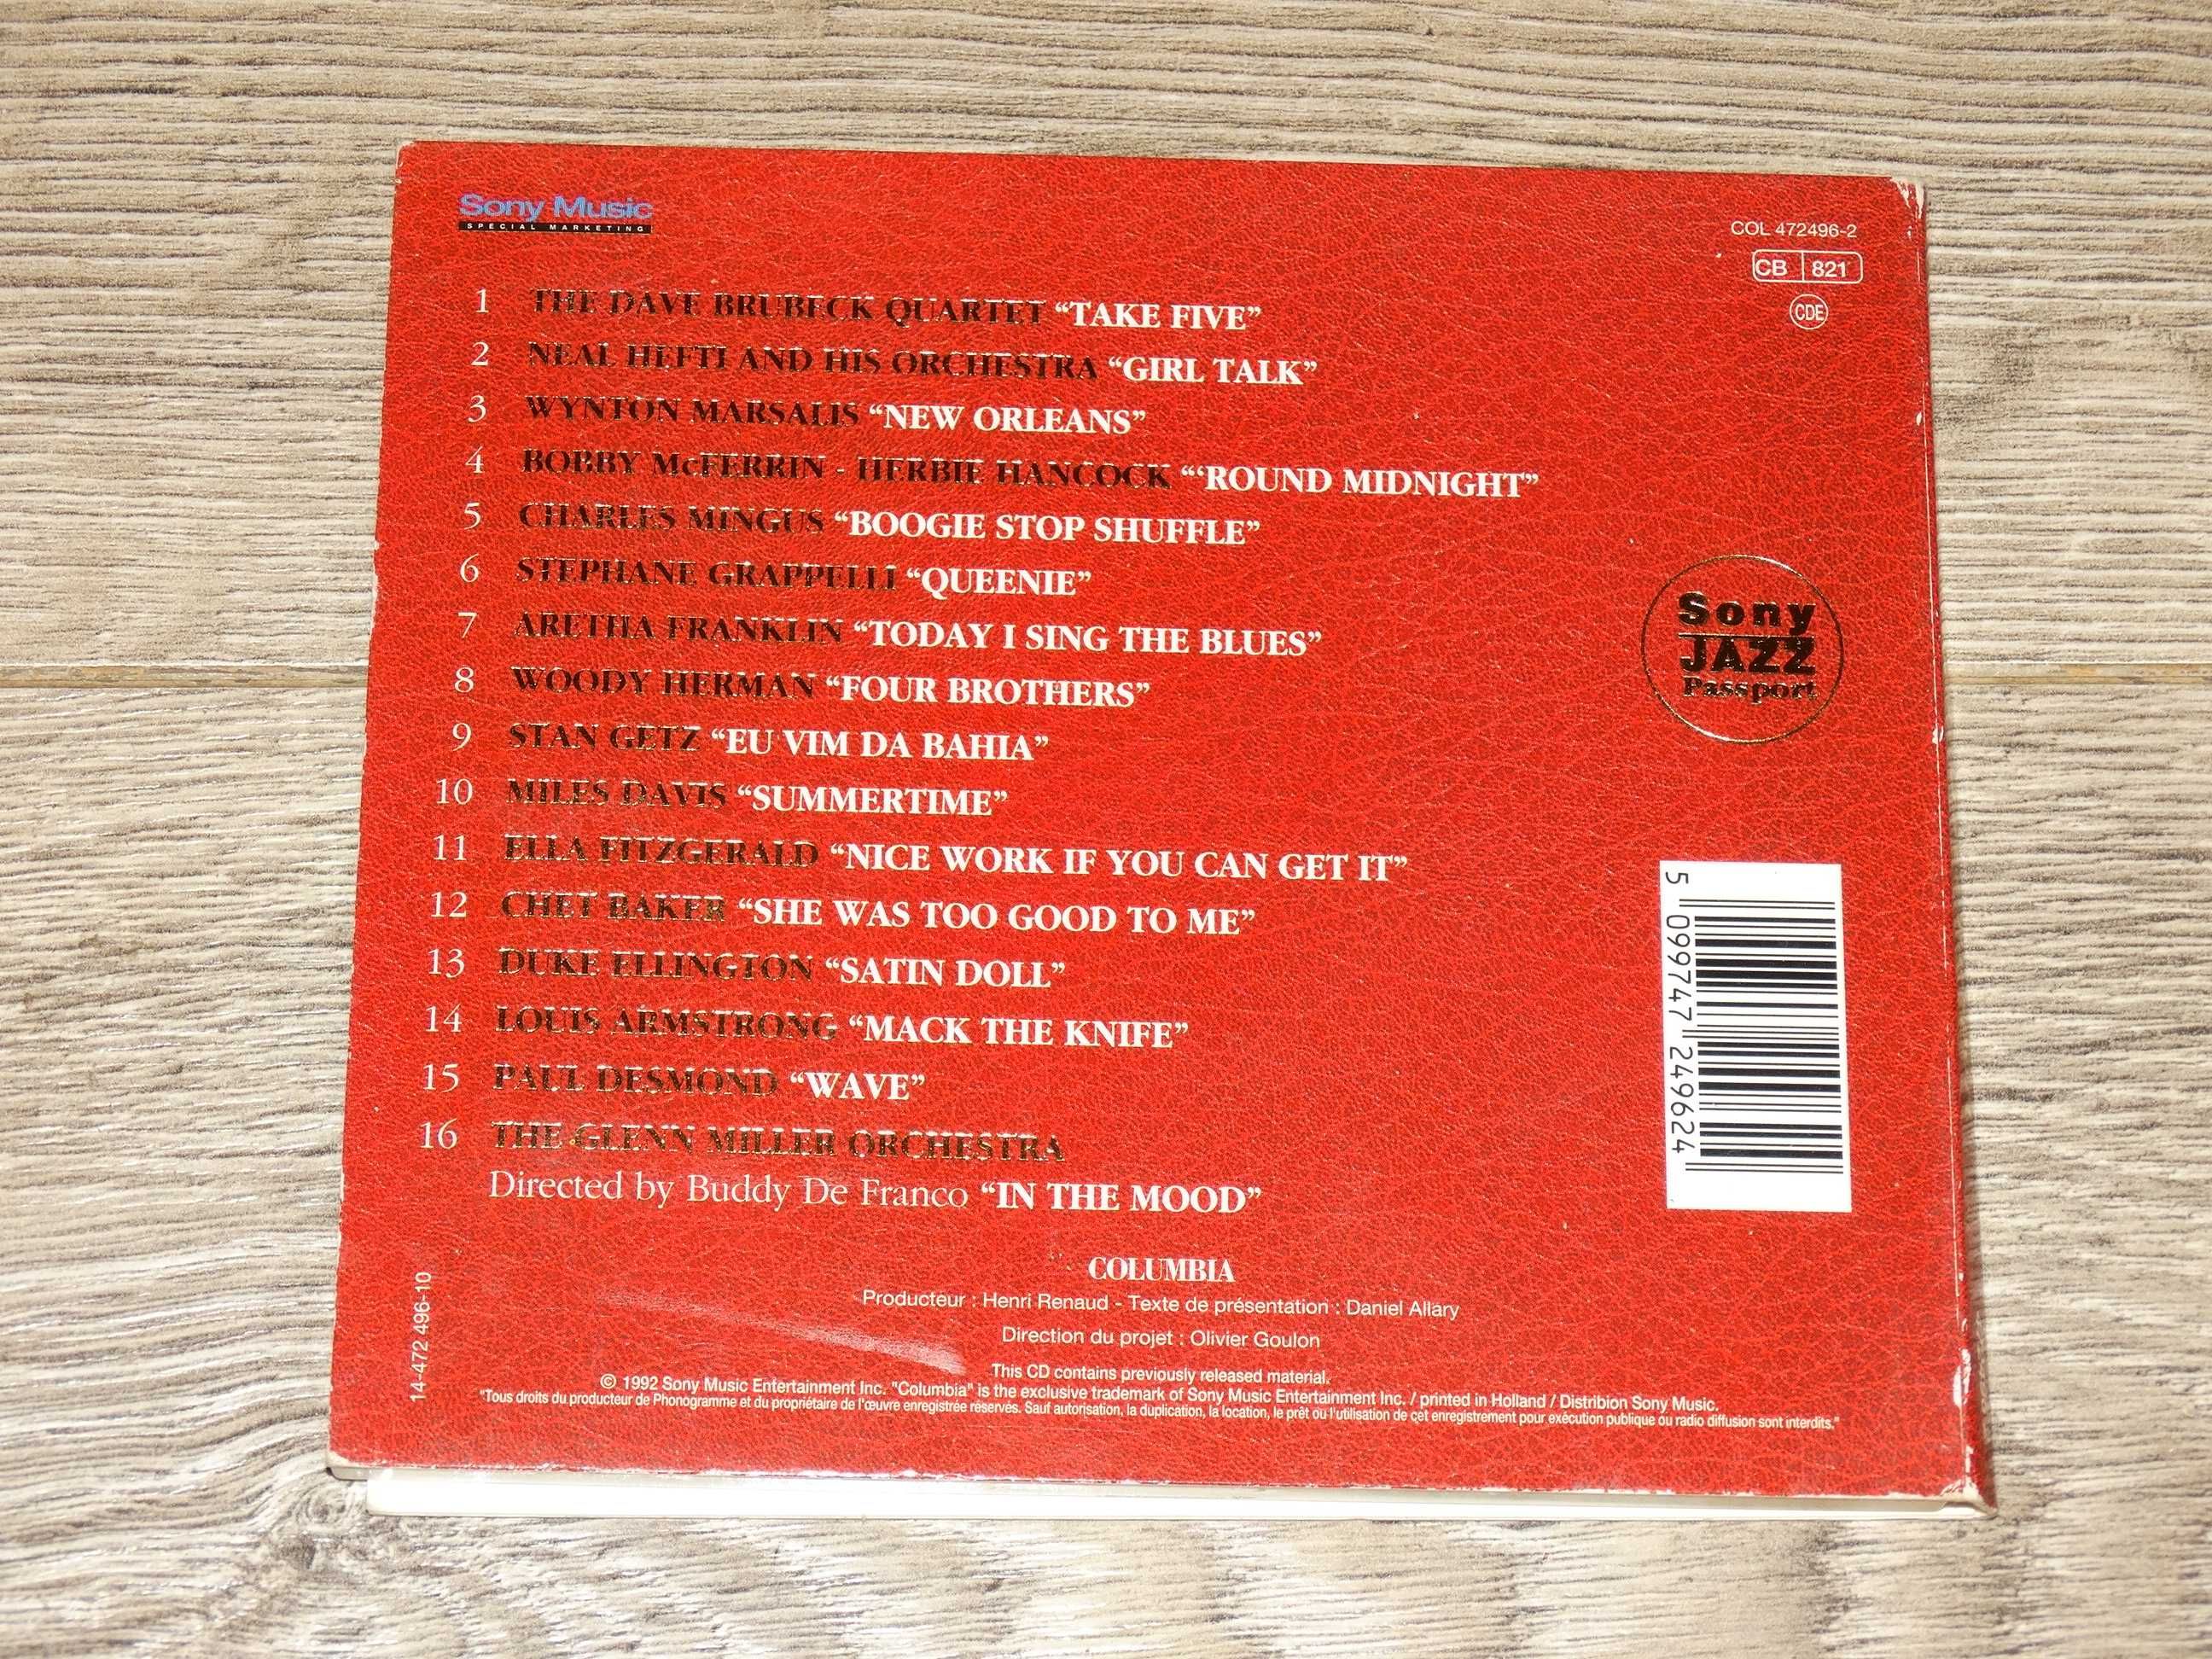 Sony Music
SPECIAL MARKETING
COL 472496-2
CB 821
CDE
1 THE DAVE BRUBECK QUARTET “TAKE FIVE”
2 NEAL HEFTI AND HIS ORCHESTRA “GIRL TALK”
3 WYNTON MARSALIS “NEW ORLEANS”
4 BOBBY McFERRIN - HERBIE HANCOCK “‘ROUND MIDNIGHT”
5 CHARLES MINGUS “BOOGIE STOP SHUFFLE”
6 STEPHANE GRAPPELLI “QUEENIE”
7 ARETHA FRANKLIN “TODAY I SING THE BLUES”
8 WOODY HERMAN “FOUR BROTHERS”
9 STAN GETZ “EU VIM DA BAHIA”
10 MILES DAVIS “SUMMERTIME”
11 ELLA FITZGERALD “NICE WORK IF YOU CAN GET IT”
12 CHET BAKER “SHE WAS TOO GOOD TO ME”
13 DUKE ELLINGTON “SATIN DOLL”
14 LOUIS ARMSTRONG “MACK THE KNIFE”
15 PAUL DESMOND “WAVE”
16 THE GLENN MILLER ORCHESTRA
Directed by Buddy De Franco “IN THE MOOD”
Sony
JAZZ
Passport
5 099747 249624
COLUMBIA
Producteur : Henri Renaud - Texte de présentation : Daniel Allary
Direction du projet : Olivier Goulon
This CD contains previously released material.
© 1992 Sony Music Entertainment Inc. "Columbia" is the exclusive trademark of Sony Music Entertainment Inc. / printed in Holland / Distribion Sony Music.
"Tous droits du producteur de Phonogramme et du propriétaire de l'œuvre enregistrée réservés. Sauf autorisation, la duplication, la location, le prêt ou l'utilisation de cet enregistrement pour exécution publique ou radio diffusion sont interdits."
14-472 496-10